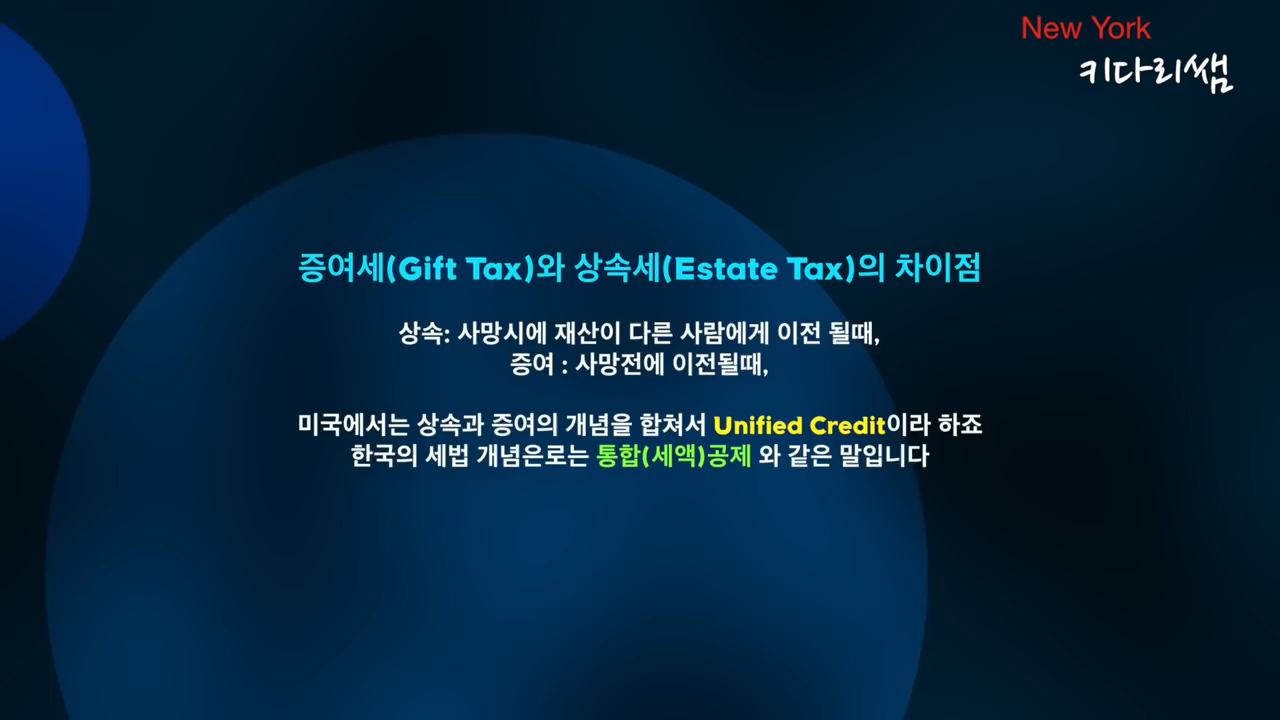 New York
키다리쌤
증여세(Gift Tax)와 상속세(Estate Tax)의 차이점
상속: 사망시에 재산이 다른 사람에게 이전 될때,
증여 : 사망전에 이전될때,
미국에서는 상속과 증여의 개념을 합쳐서 Unified Credit이라 하죠
한국의 세법 개념은로는 통합(세액)공제 와 같은 말입니다